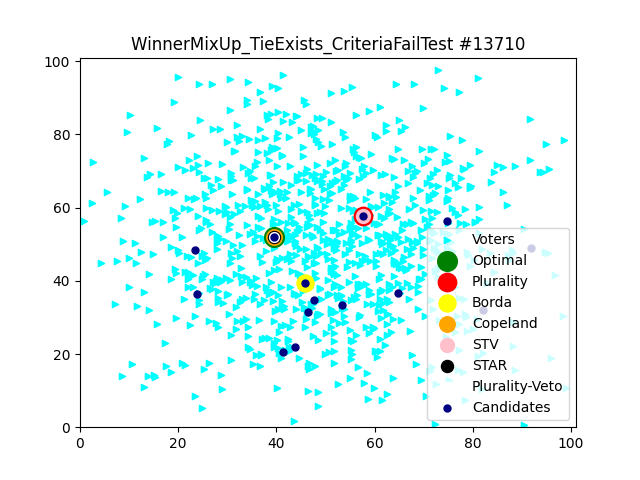 WinnerMixUp_TieExists_CriteriaFailTest #13710
100
80
60
40
20
0
0 20 40 60 80 100
Voters
Optimal
Plurality
Borda
Copeland
STV
STAR
Plurality-Veto
Candidates